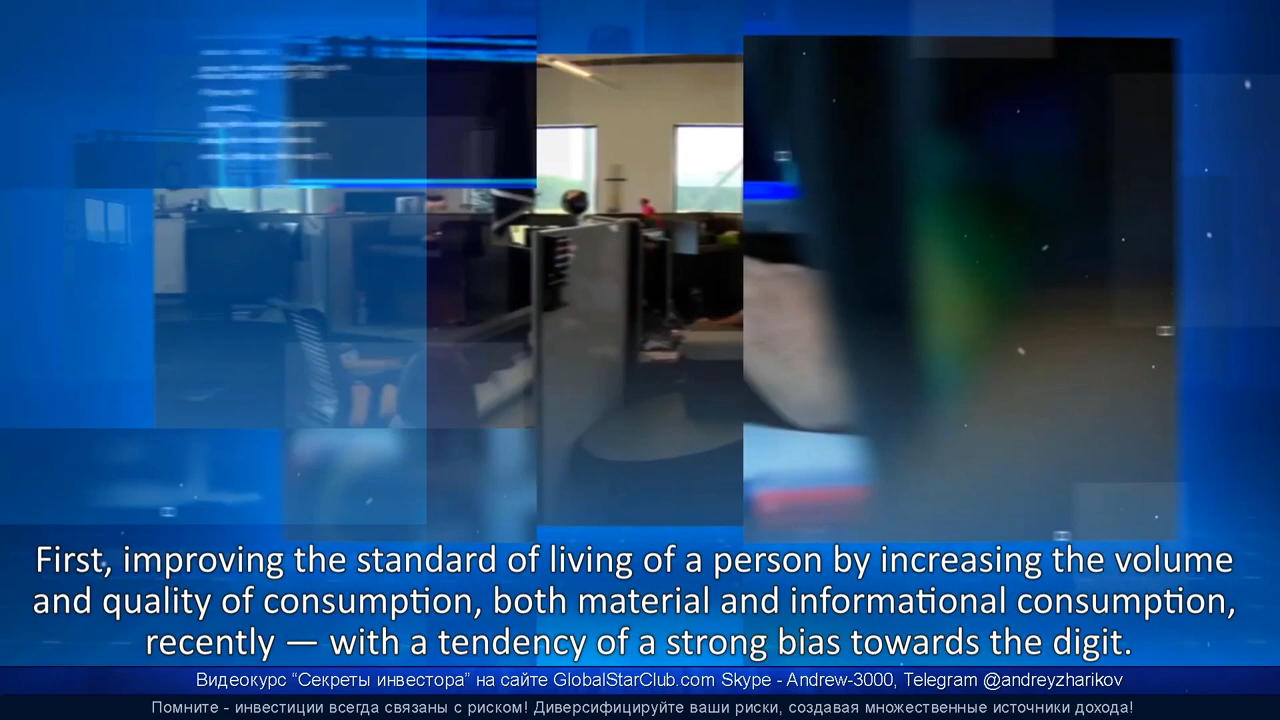 First, improving the standard of living of a person by increasing the volume
and quality of consumption, both material and informational consumption,
recently — with a tendency of a strong bias towards the digit.
Видеокурс “Секреты инвестора” на сайте GlobalStarClub.com Skype - Andrew-3000, Telegram @andreyzharikov
Помните - инвестиции всегда связаны с риском! Диверсифицируйте ваши риски, создавая множественные источники дохода!